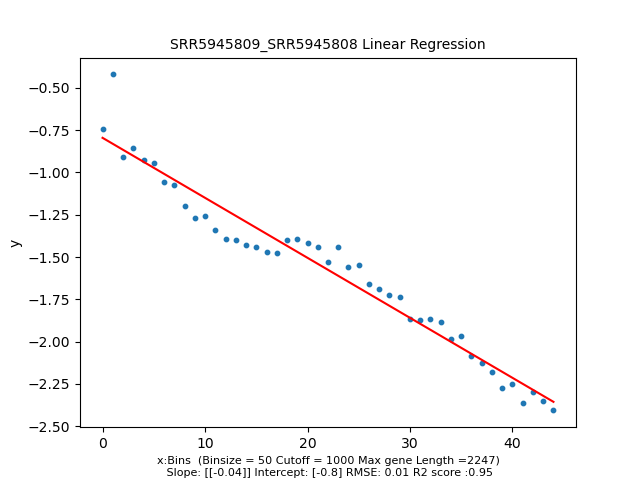 SRR5945809_SRR5945808 Linear Regression
−0.50
−0.75
−1.00
−1.25
−1.50
−1.75
−2.00
−2.25
−2.50
y
0 10 20 30 40
x:Bins (Binsize = 50 Cutoff = 1000 Max gene Length =2247)
Slope: [[-0.04]] Intercept: [-0.8] RMSE: 0.01 R2 score :0.95